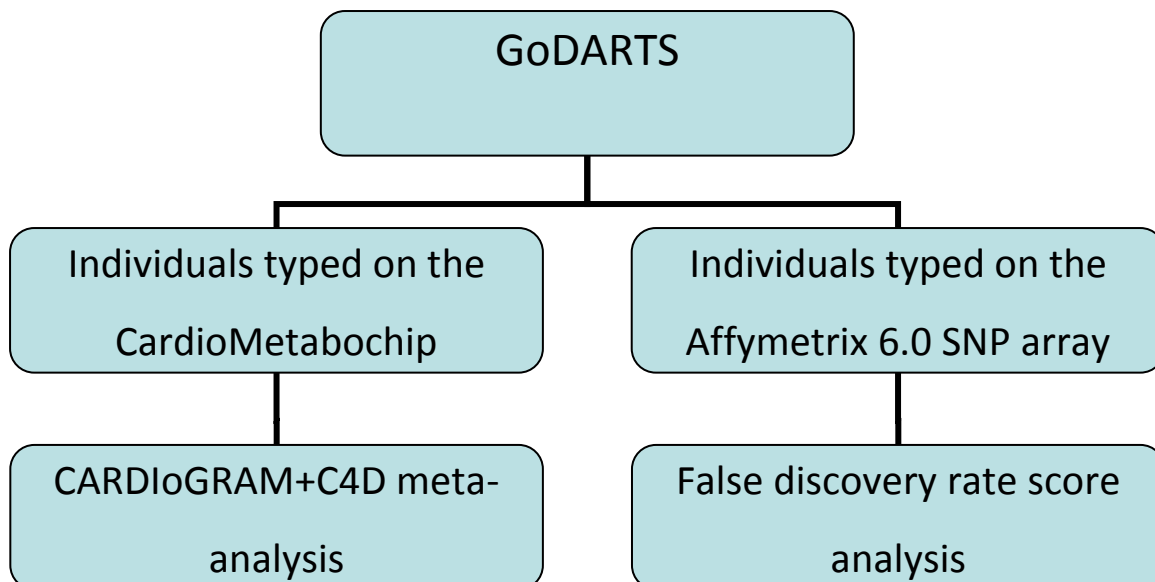 GoDARTS
Individuals typed on the
CardioMetabochip
Individuals typed on the
Affymetrix 6.0 SNP array
CARDIoGRAM+C4D meta-
analysis
False discovery rate score
analysis